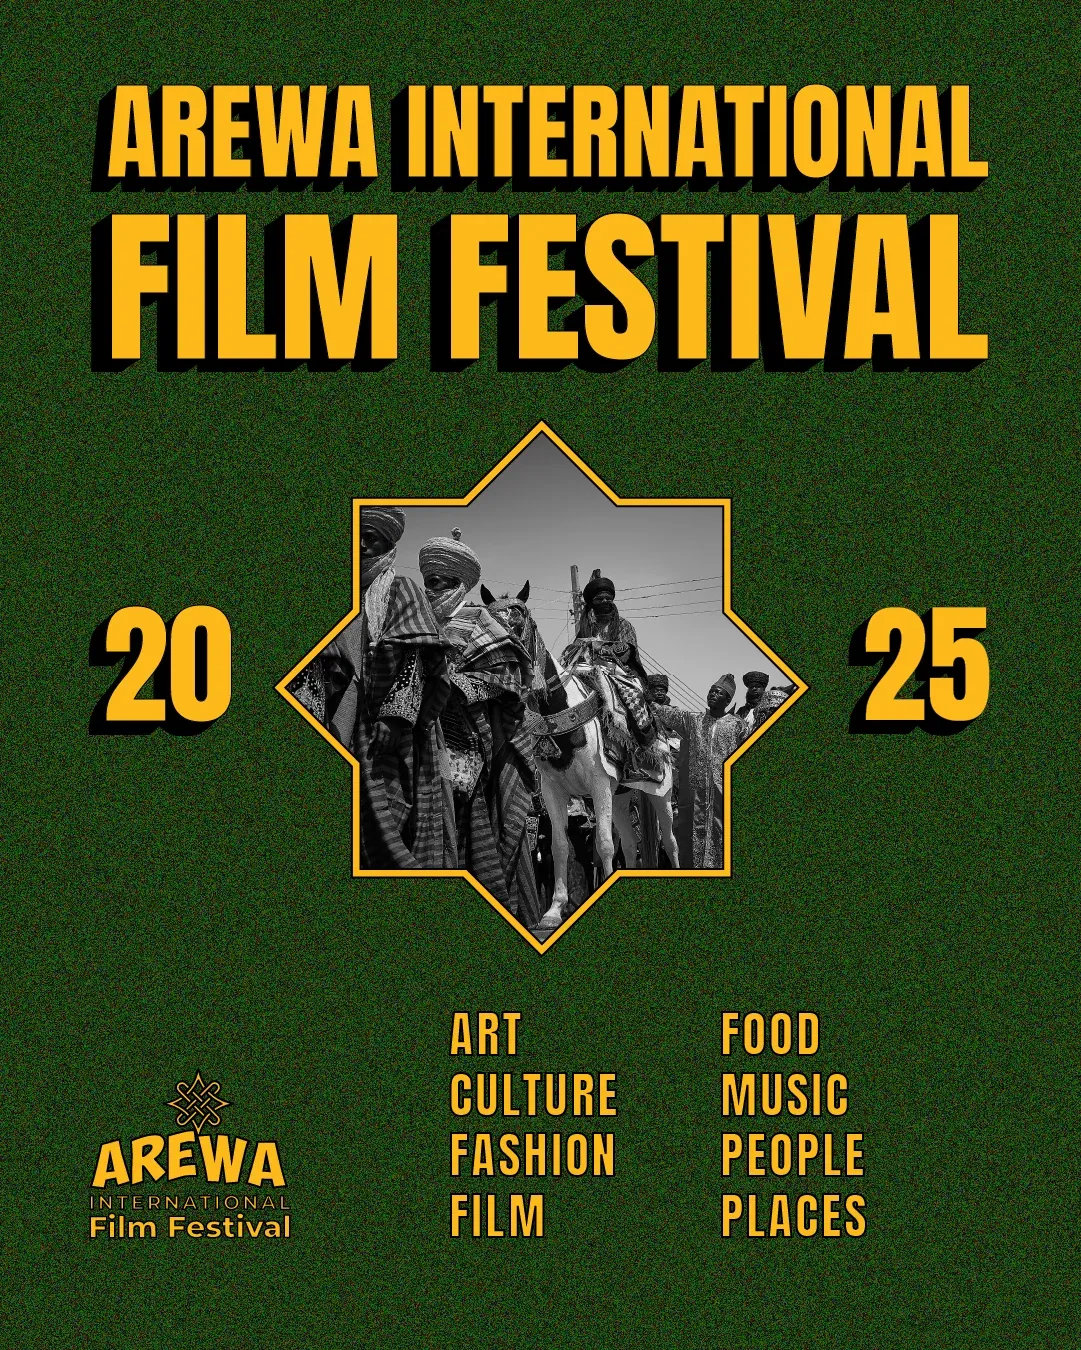 AREWA INTERNATIONAL
FILM FESTIVAL
20 25
ART
CULTURE
FASHION
FILM
FOOD
MUSIC
PEOPLE
PLACES
AREWA
INTERNATIONAL
Film Festival